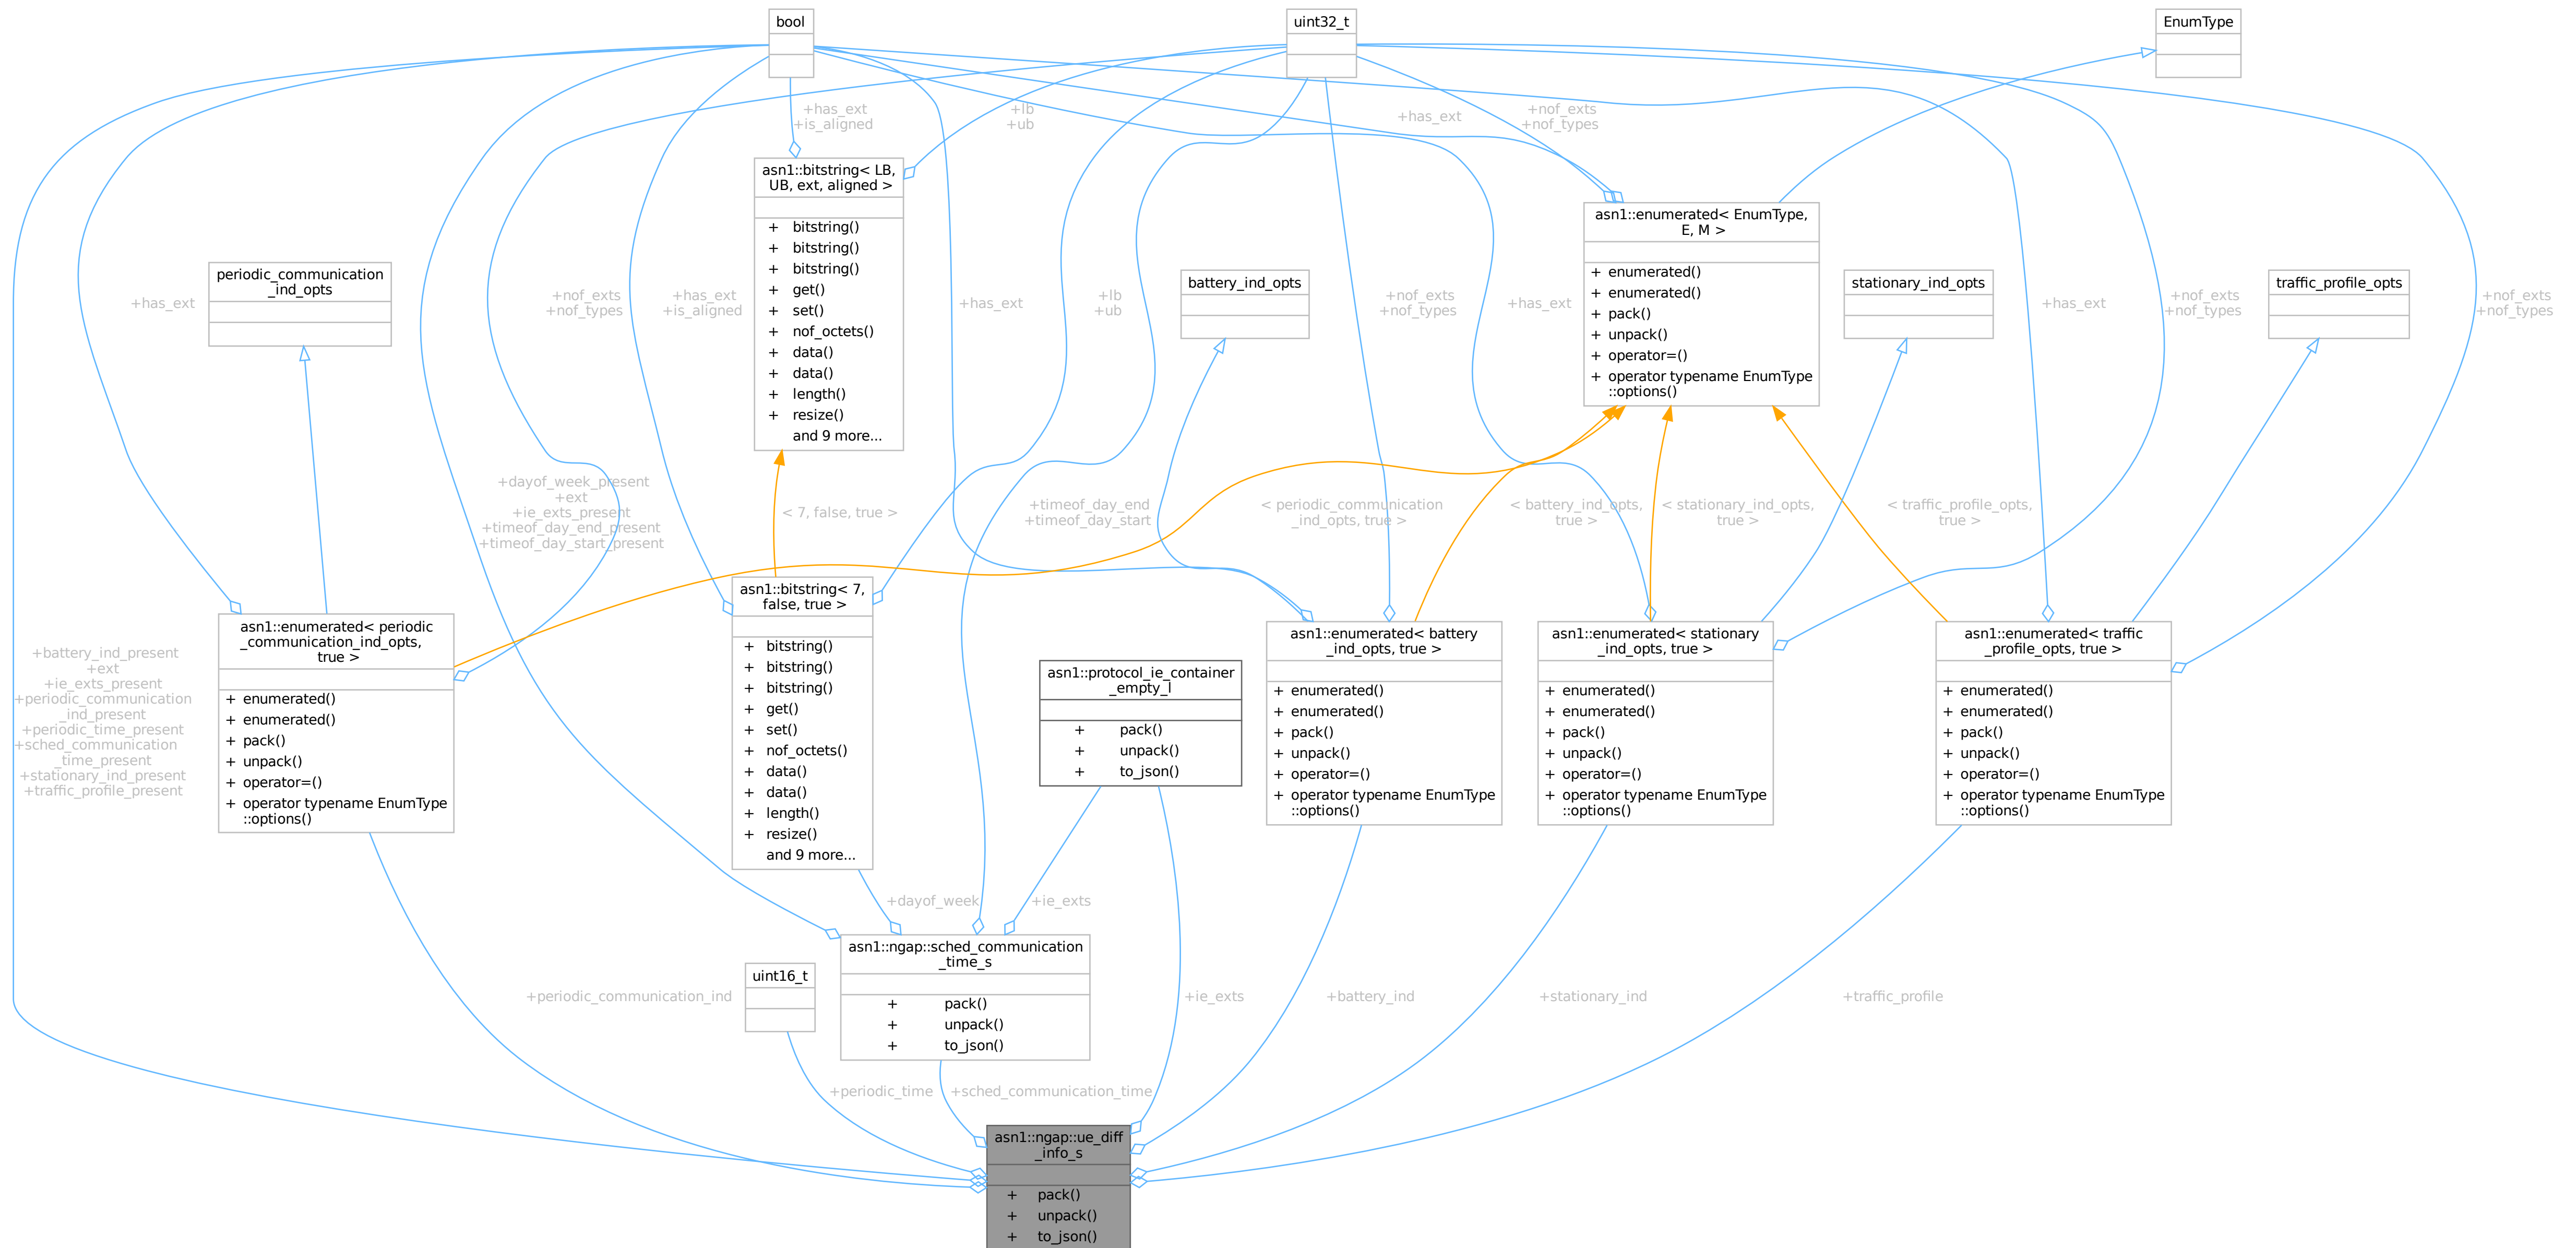 bool
uint32_t
EnumType
+has_ext
+is_aligned
+lb
+ub
+has_ext
+nof_exts
+nof_types
asn1::bitstring< LB,
UB, ext, aligned >
+ bitstring()
+ bitstring()
+ bitstring()
+ get()
+ set()
+ nof_octets()
+ data()
+ data()
+ length()
+ resize()
and 9 more...
asn1::enumerated< EnumType,
E, M >
+ enumerated()
+ enumerated()
+ pack()
+ unpack()
+ operator=()
+ operator typename EnumType
::options()
periodic_communication
_ind_opts
battery_ind_opts
stationary_ind_opts
traffic_profile_opts
+has_ext
+nof_exts
+nof_types
+has_ext
+is_aligned
+has_ext
+lb
+ub
+nof_exts
+nof_types
+has_ext
+nof_exts
+nof_types
+has_ext
+nof_exts
+nof_types
+dayof_week_present
+ext
+ie_exts_present
+timeof_day_end_present
+timeof_day_start_present
< 7, false, true >
+timeof_day_end
+timeof_day_start
< periodic_communication
_ind_opts, true >
< battery_ind_opts,
true >
< stationary_ind_opts,
true >
< traffic_profile_opts,
true >
+battery_ind_present
+ext
+ie_exts_present
+periodic_communication
_ind_present
+periodic_time_present
+sched_communication
_time_present
+stationary_ind_present
+traffic_profile_present
asn1::enumerated< periodic
_communication_ind_opts,
true >
+ enumerated()
+ enumerated()
+ pack()
+ unpack()
+ operator=()
+ operator typename EnumType
::options()
asn1::bitstring< 7,
false, true >
+ bitstring()
+ bitstring()
+ bitstring()
+ get()
+ set()
+ nof_octets()
+ data()
+ data()
+ length()
+ resize()
and 9 more...
asn1::protocol_ie_container
_empty_l
+ pack()
+ unpack()
+ to_json()
asn1::enumerated< battery
_ind_opts, true >
+ enumerated()
+ enumerated()
+ pack()
+ unpack()
+ operator=()
+ operator typename EnumType
::options()
asn1::enumerated< stationary
_ind_opts, true >
+ enumerated()
+ enumerated()
+ pack()
+ unpack()
+ operator=()
+ operator typename EnumType
::options()
asn1::enumerated< traffic
_profile_opts, true >
+ enumerated()
+ enumerated()
+ pack()
+ unpack()
+ operator=()
+ operator typename EnumType
::options()
+dayof_week
+ie_exts
uint16_t
asn1::ngap::sched_communication
_time_s
+ pack()
+ unpack()
+ to_json()
+periodic_communication_ind
+ie_exts
+battery_ind
+stationary_ind
+traffic_profile
+periodic_time
+sched_communication_time
asn1::ngap::ue_diff
_info_s
+ pack()
+ unpack()
+ to_json()